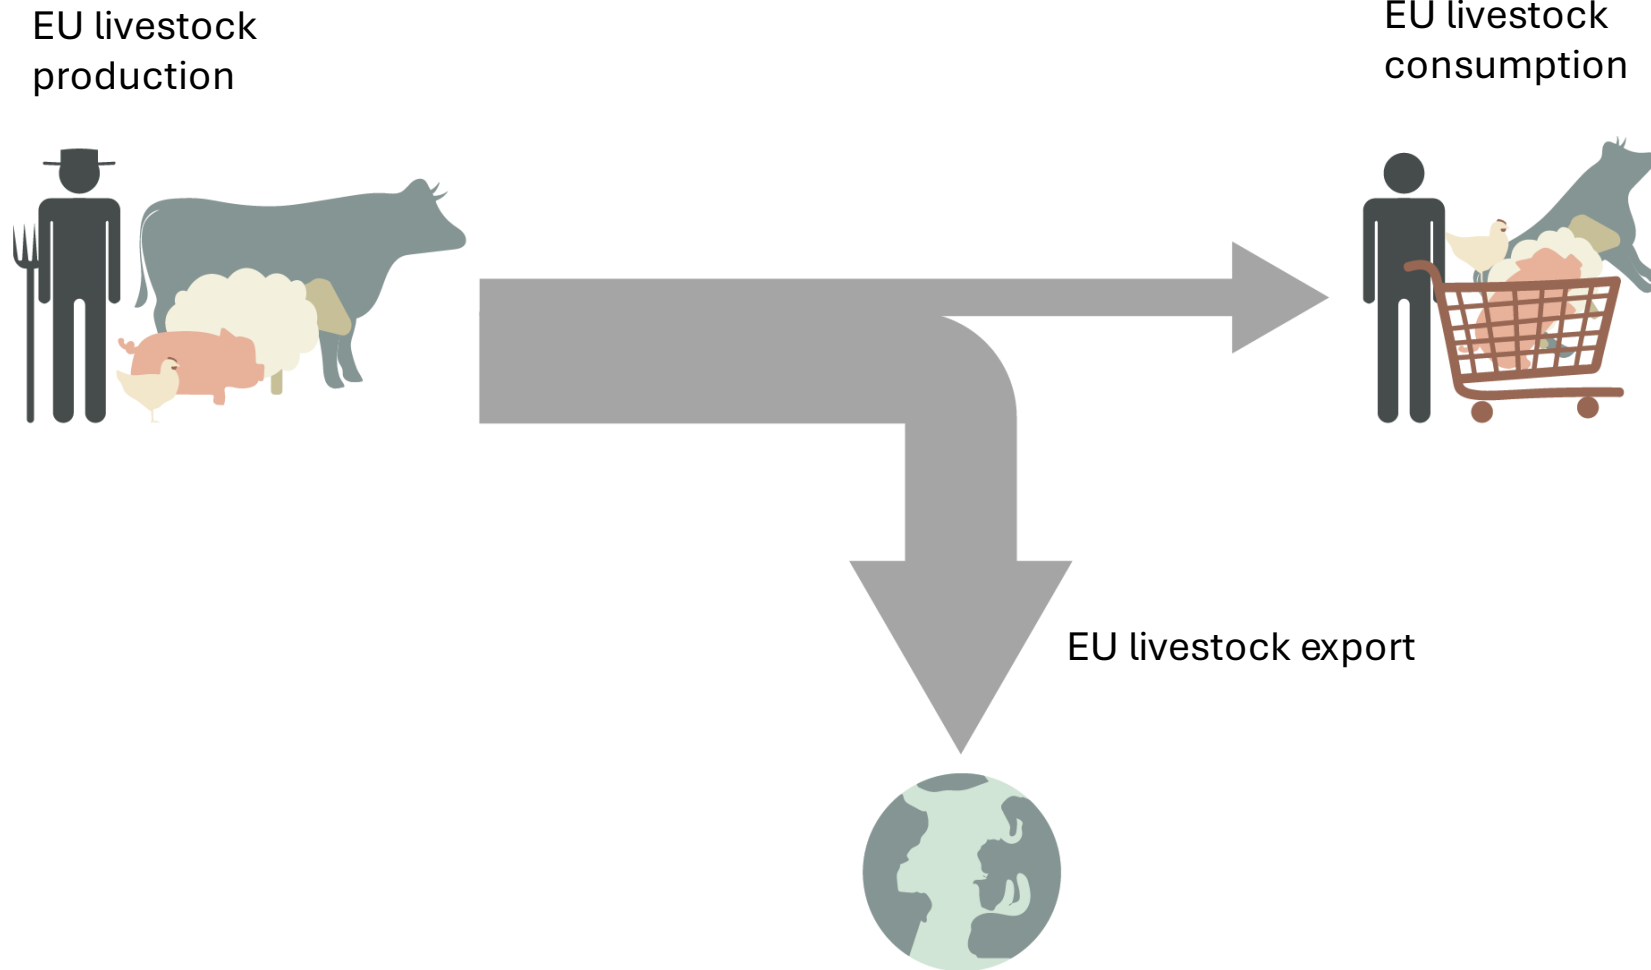 EU livestock
production
EU livestock
consumption
EU livestock export